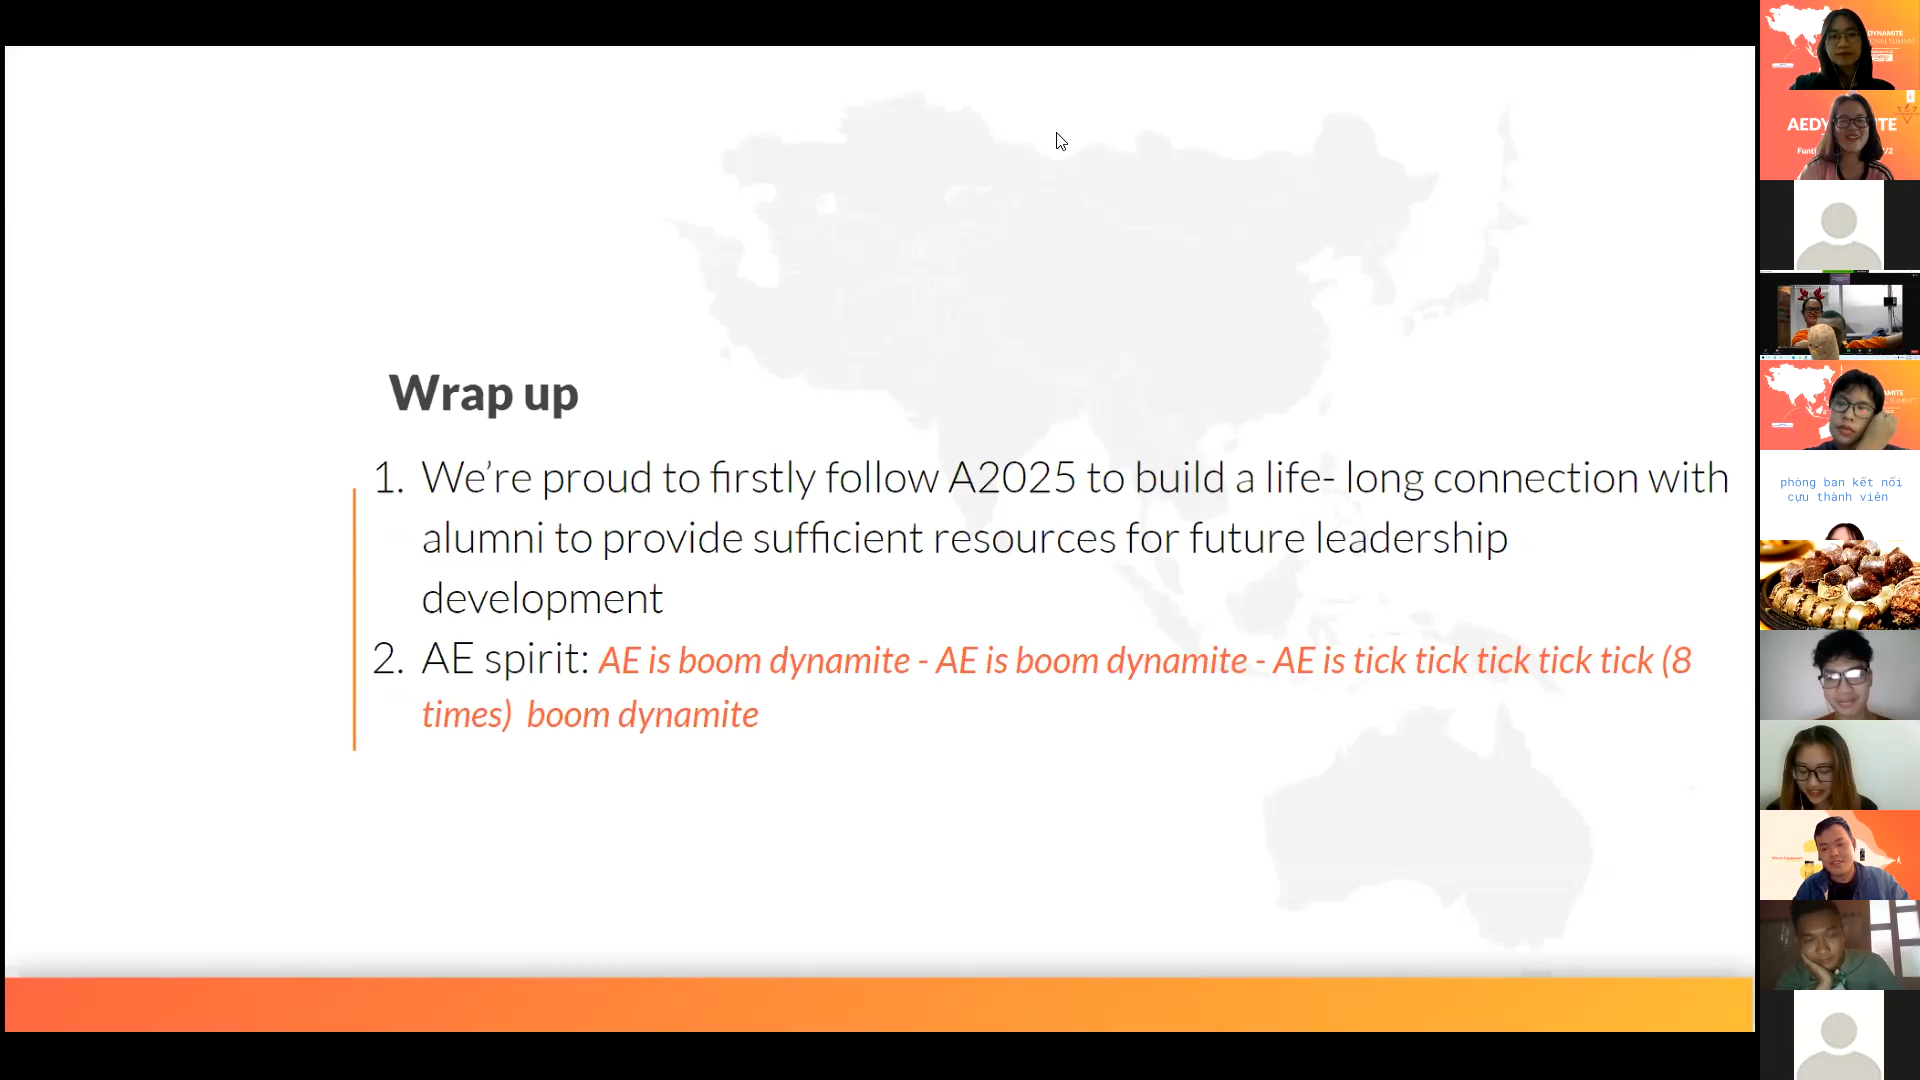 Wrap up
1. We’re proud to firstly follow A2025 to build a life- long connection with
alumni to provide sufficient resources for future leadership
development
2. AE spirit: AE is boom dynamite - AE is boom dynamite - AE is tick tick tick tick tick (8
times) boom dynamite
DYNAMITE
phòng ban kết nối
cựu thành viên